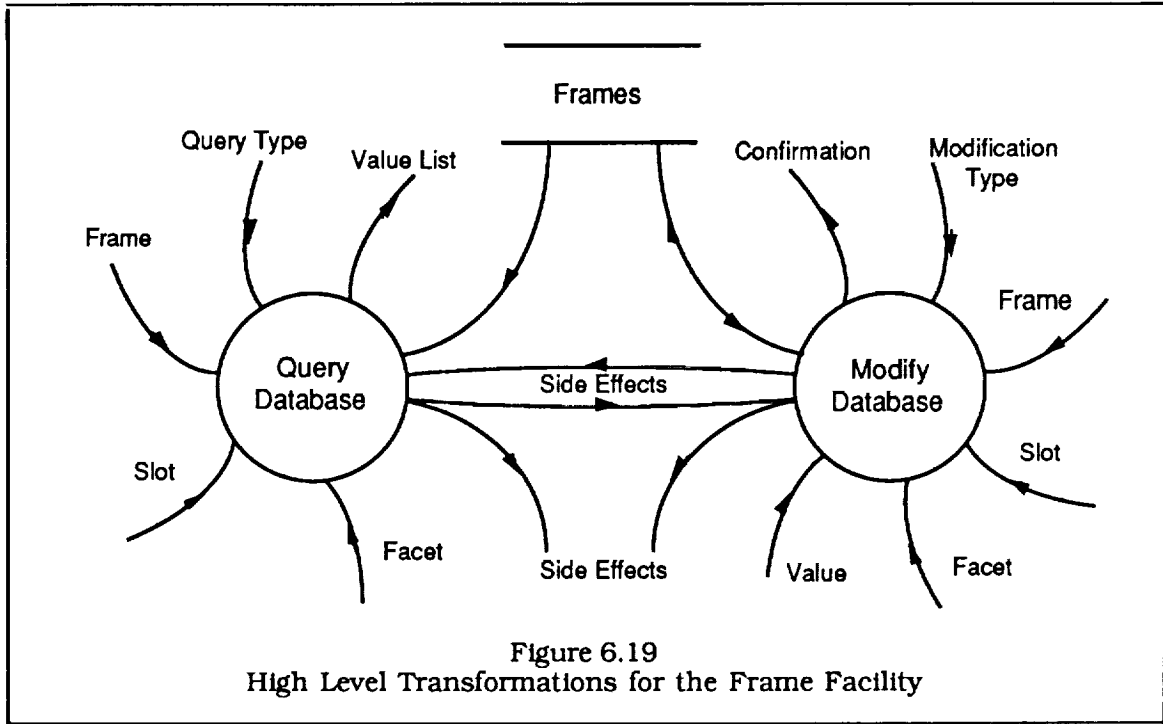 Frames
Query Type
Value List
Confirmation
Modification
Type
Frame
Frame
Query
Database
Side Effects
Modify
Database
Slot
Slot
Facet
Side Effects
Value
Facet
Figure 6.19
High Level Transformations for the Frame Facility